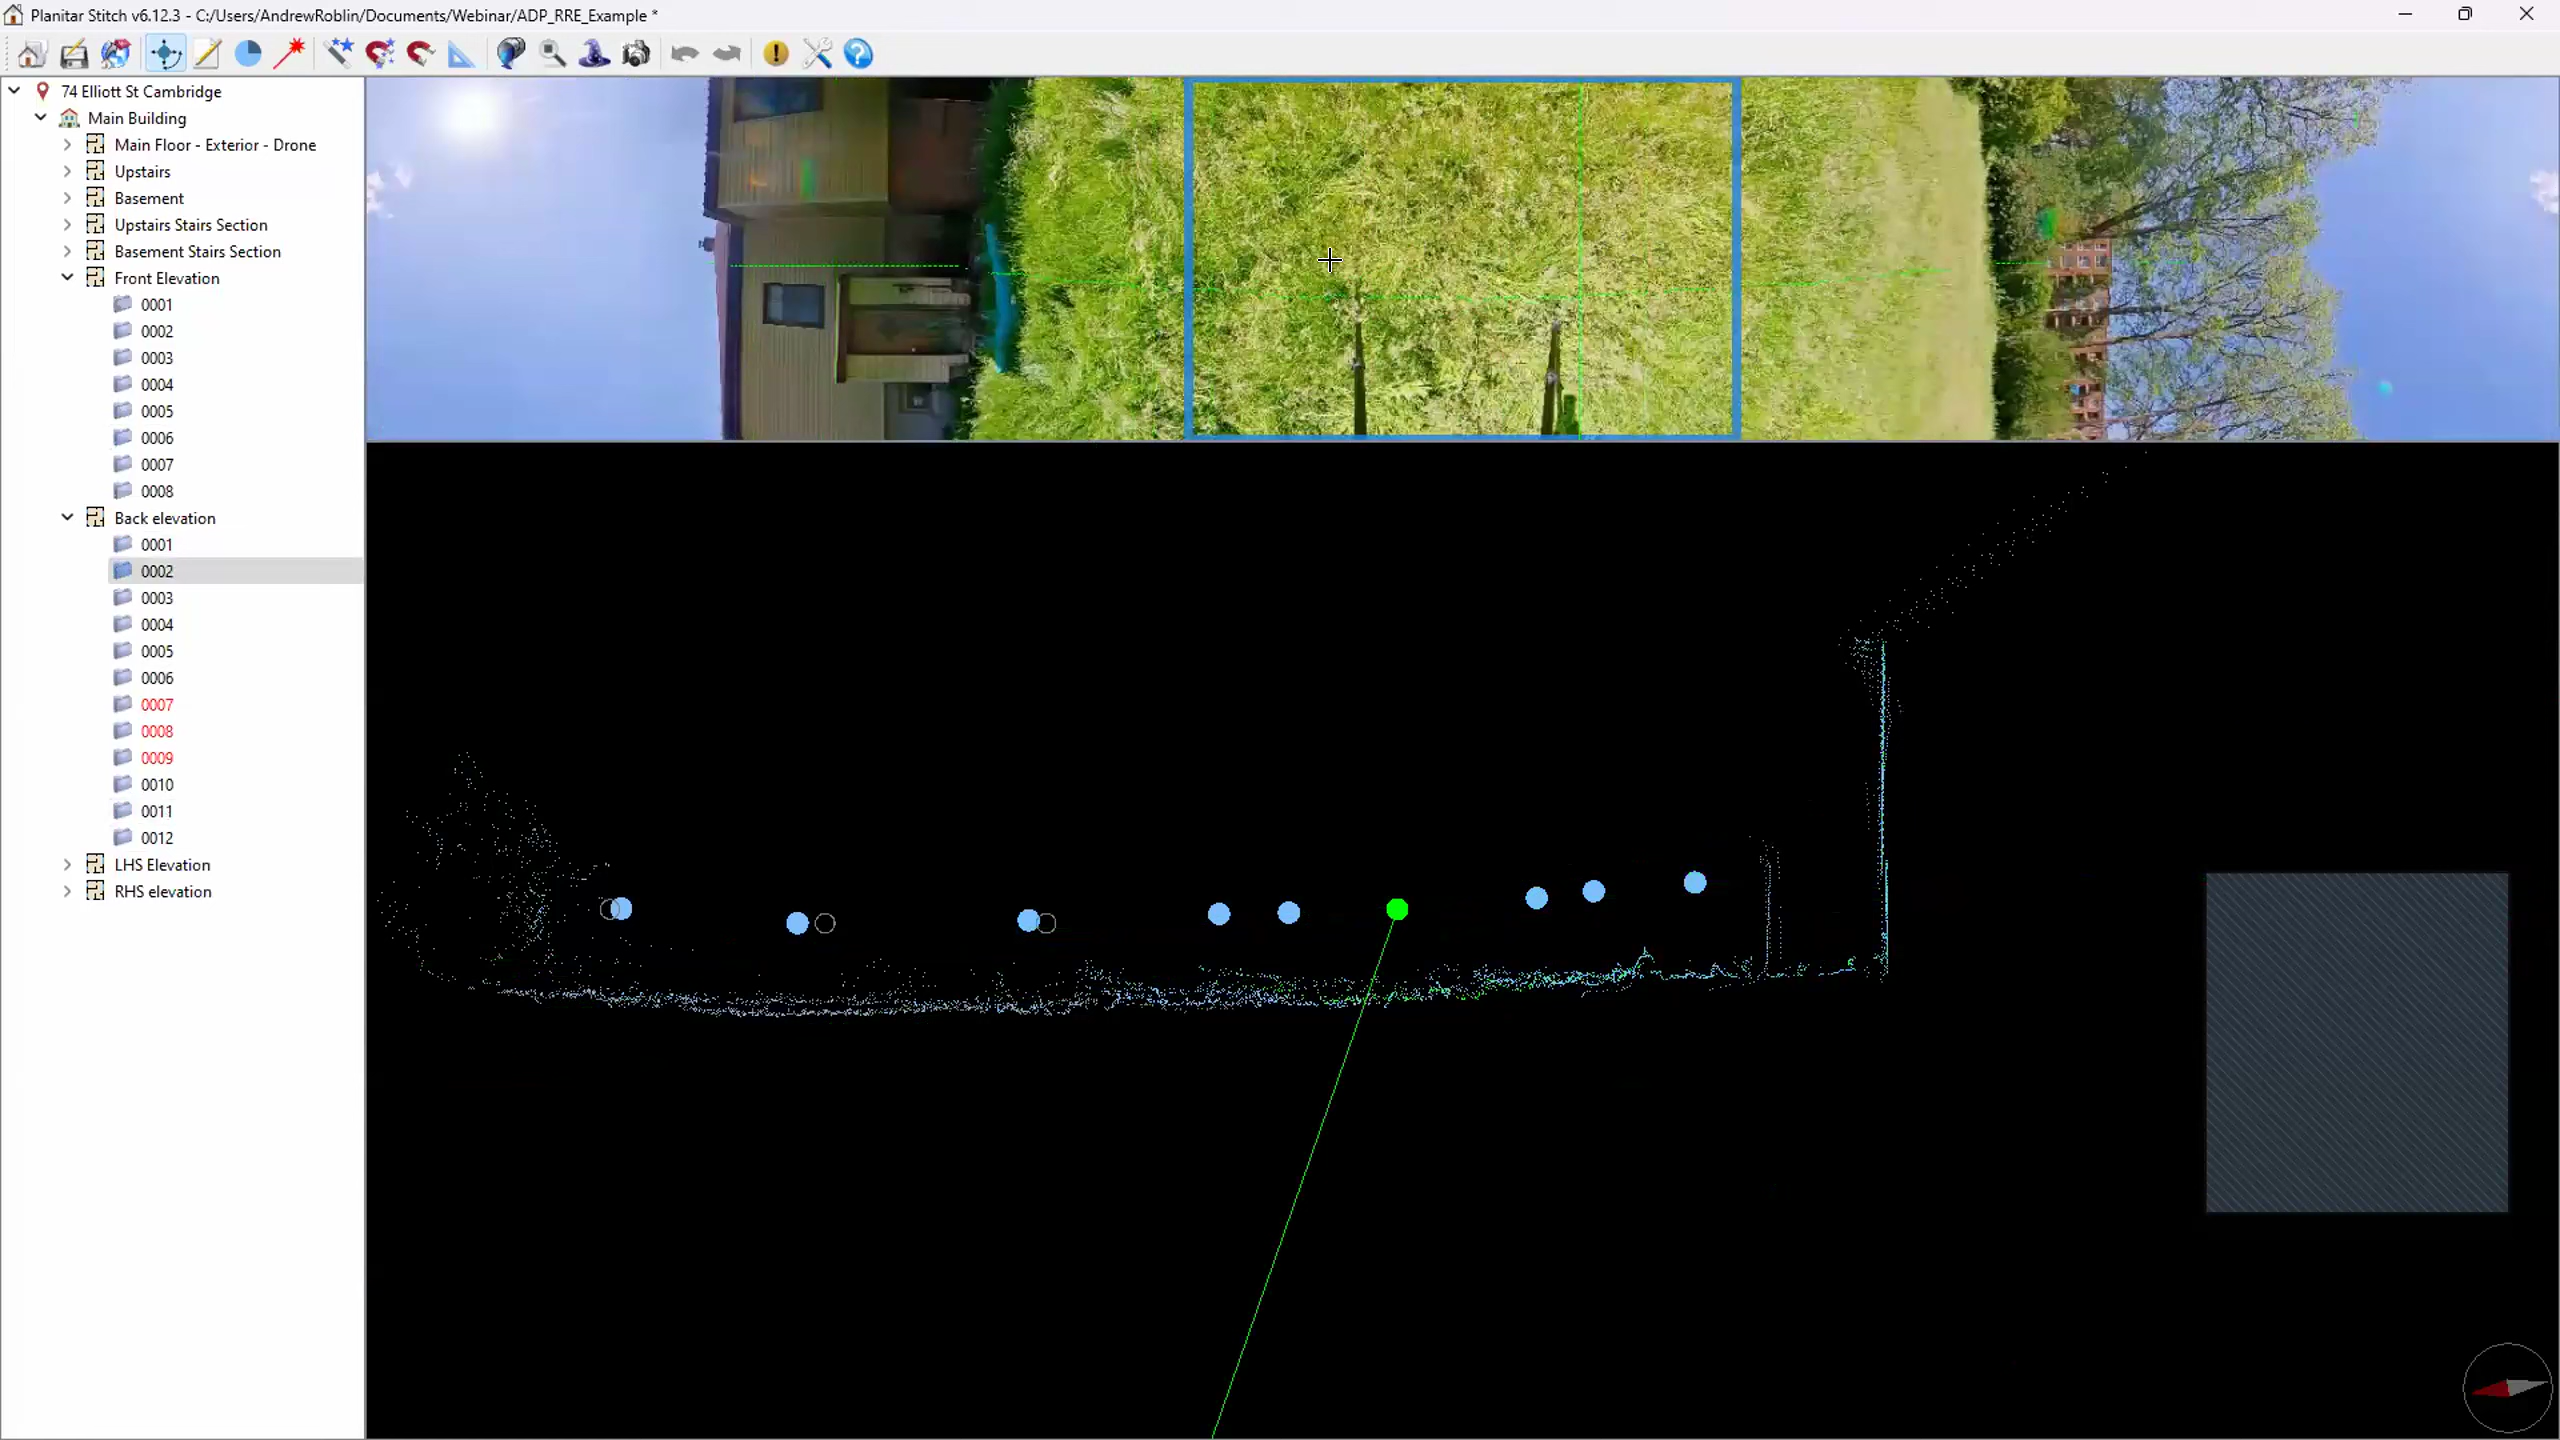 Planitar Stitch v6.12.3 - C:/Users/AndrewRoblin/Documents/Webinar/ADP_RRE_Example *
74 Elliott St Cambridge
Main Building
Main Floor - Exterior - Drone
Upstairs
Basement
Upstairs Stairs Section
Basement Stairs Section
Front Elevation
0001
0002
0003
0004
0005
0006
0007
0008
Back elevation
0001
0002
0003
0004
0005
0006
0007
0008
0009
0010
0011
0012
LHS Elevation
RHS elevation